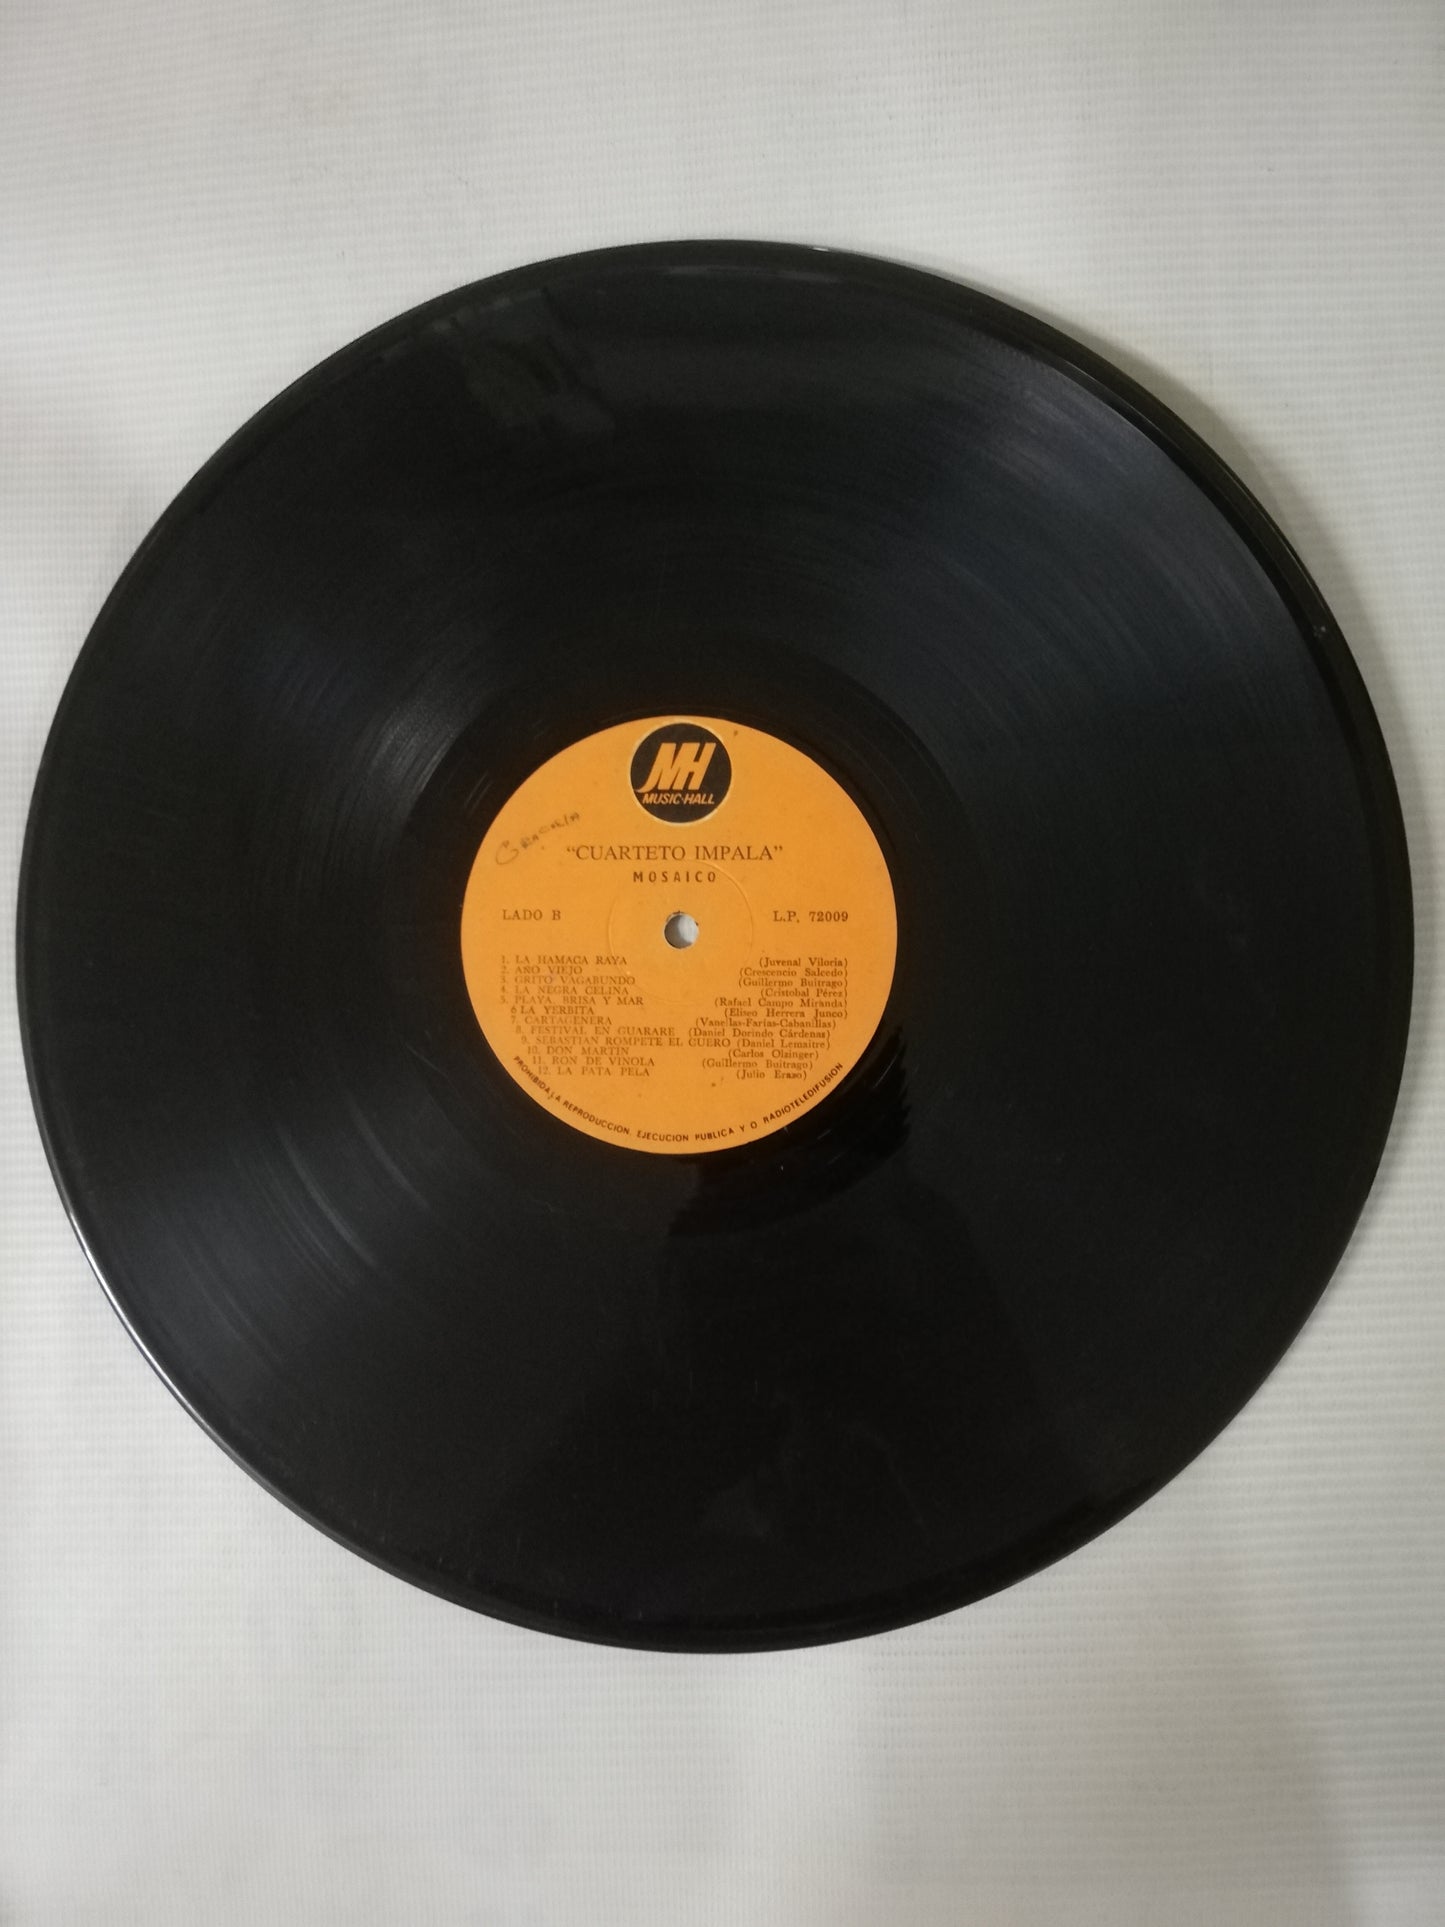 MH
MUSIC-HALL
Graciela
"CUARTETO IMPALA"
MOSAICO
LADO B L.P. 72009
1. LA HAMACA RAYA (Juvenal Viloria)
2. AÑO VIEJO (Crescencio Salcedo)
3. GRITO VAGABUNDO (Guillermo Buitrago)
4. LA NEGRA CELINA (Cristobal Pérez)
5. PLAYA, BRISA Y MAR (Rafael Campo Miranda)
6 LA YERBITA (Eliseo Herrera Junco)
7. CARTAGENERA (Vanellas-Farías-Cabanillas)
8. FESTIVAL EN GUARARE (Daniel Dorindo Cárdenas)
9. SEBASTIAN ROMPETE EL CUERO (Daniel Lemaitre)
10. DON MARTIN (Carlos Olzinger)
11. RON DE VINOLA (Guillermo Buitrago)
12. LA PATA PELA (Julio Erazo)
PROHIBIDA LA REPRODUCCION, EJECUCION PUBLICA Y O RADIOTELEDIFUSION